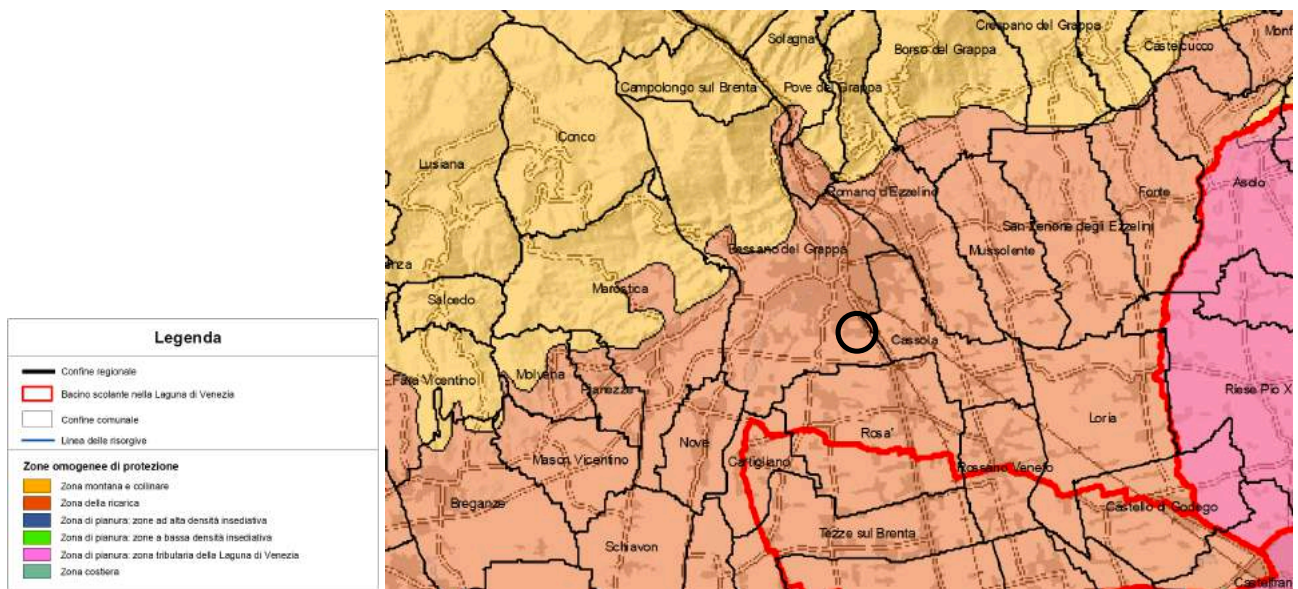 Legenda
Confine regionale
Bacino scolante nella Laguna di Venezia
Confine comunale
Linea delle risorgive
Zone omogenee di protezione
Zona montana e collinare
Zona della ricarica
Zona di pianura: zone ad alta densità insediativa
Zona di pianura: zone a bassa densità insediativa
Zona di pianura: zona tributaria della Laguna di Venezia
Zona costiera
Crespano del Grappa
Solagna
Borso del Grappa
Castelcucco
Monf
Campolongo sul Brenta
Pove del Grappa
Conco
Lusiana
Romano d'Ezzelino
Fonte
Asolo
San Zenone degli Ezzelini
Bassano del Grappa
Mussolente
enza
Marostica
Salcedo
Cassola
Fara Vicentino
Molvena
Pianezze
Riese Pio X
Loria
Rosa'
Nove
Mason Vicentino
Cartigliano
Rossano Veneto
Breganze
Castello d Godego
Tezze sul Brenta
Schiavon
Castelfran